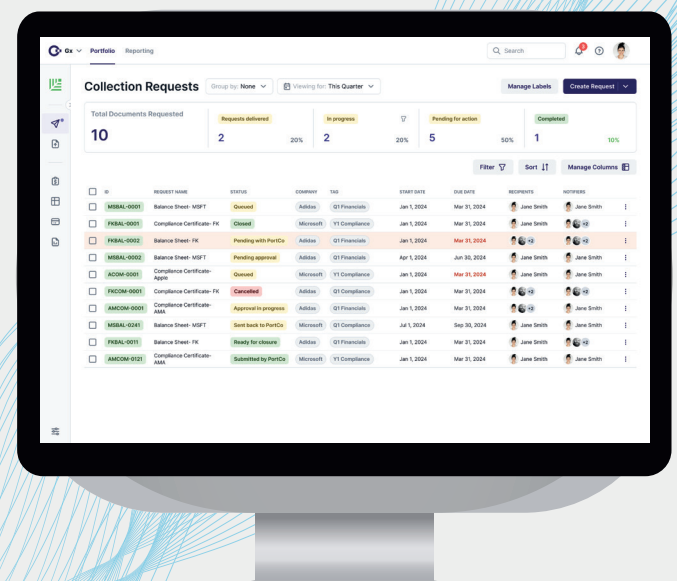 Gx Portfolio Reporting Search
Collection Requests Group by: None Viewing for: This Quarter Manage Labels Create Request
Total Documents Requested Requests delivered In progress Pending for action Completed
10 2 20% 2 20% 5 50% 1 10%
Filter Sort Manage Columns
ID REQUEST NAME STATUS COMPANY TAG START DATE DUE DATE RECIPIENTS NOTIFIERS
MSBAL-0001 Balance Sheet- MSFT Queued Adidas Q1 Financials Jan 1, 2024 Mar 31, 2024 Jane Smith Jane Smith
FKBAL-0001 Compliance Certificate- FK Closed Microsoft Y1 Compliance Jan 1, 2024 Mar 31, 2024 Jane Smith +2
FKBAL-0002 Balance Sheet- FK Pending with PortCo Adidas Q1 Financials Jan 1, 2024 Mar 31, 2024 +2 +2
MSBAL-0002 Balance Sheet- MSFT Pending approval Adidas Q1 Financials Apr 1, 2024 Jun 30, 2024 Jane Smith Jane Smith
ACOM-0001 Compliance Certificate- Queued Microsoft Y1 Compliance Jan 1, 2024 Mar 31, 2024 Jane Smith Jane Smith
Apple
FKCOM-0001 Compliance Certificate- FK Cancelled Adidas Q1 Compliance Jan 1, 2024 Mar 31, 2024 +2 +2
AMCOM-0001 Compliance Certificate- Approval in progress Adidas Q1 Financials Jan 1, 2024 Mar 31, 2024 +2 Jane Smith
AMA
MSBAL-0241 Balance Sheet- MSFT Sent back to PortCo Microsoft Q1 Compliance Jul 1, 2024 Sep 30, 2024 Jane Smith Jane Smith
FKBAL-0011 Balance Sheet- FK Ready for closure Adidas Q1 Financials Jan 1, 2024 Mar 31, 2024 Jane Smith +2
AMCOM-0121 Compliance Certificate- Submitted by PortCo Microsoft Y1 Compliance Jan 1, 2024 Mar 31, 2024 Jane Smith Jane Smith
AMA